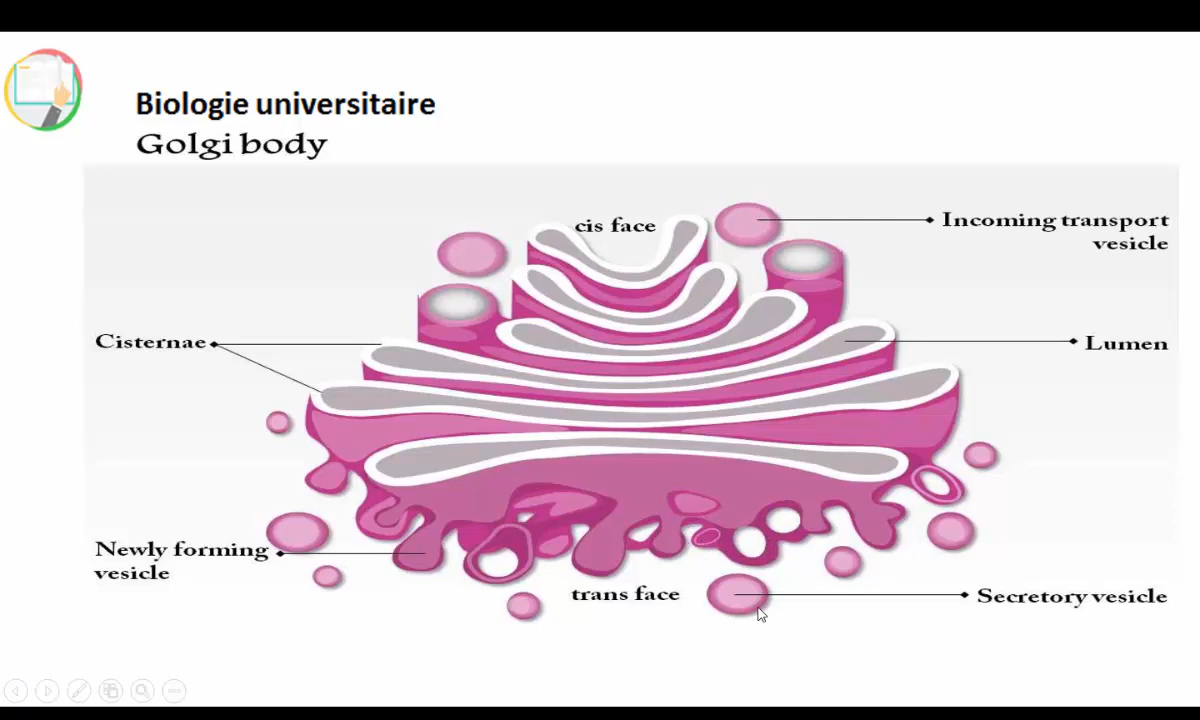 Biologie universitaire
Golgi body
cis face
Incoming transport
vesicle
Cisternae
Lumen
Newly forming
vesicle
trans face
Secretory vesicle